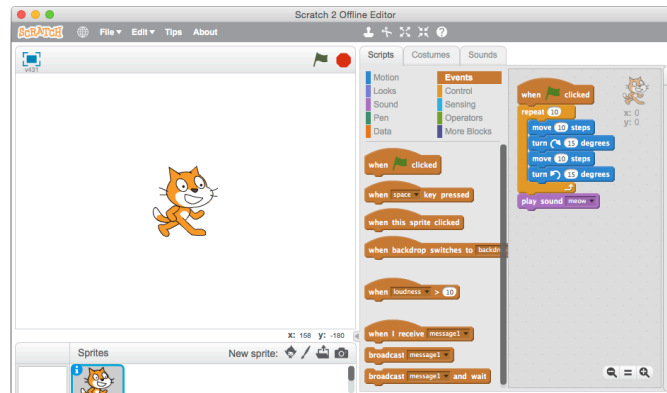 Scratch 2 Offline Editor
SCRATCH File Edit Tips About
v431
Scripts Costumes Sounds
Motion Events
Looks Control
Sound Sensing
Pen Operators
Data More Blocks
when clicked
when space key pressed
when this sprite clicked
when backdrop switches to backdr
when loudness > 10
when I receive message1
broadcast message1
broadcast message1 and wait
when clicked
repeat 10
move 10 steps
turn 15 degrees
move 10 steps
turn 15 degrees
play sound meow
x: 0
y: 0
X: 158 y: -180
Sprites New sprite: